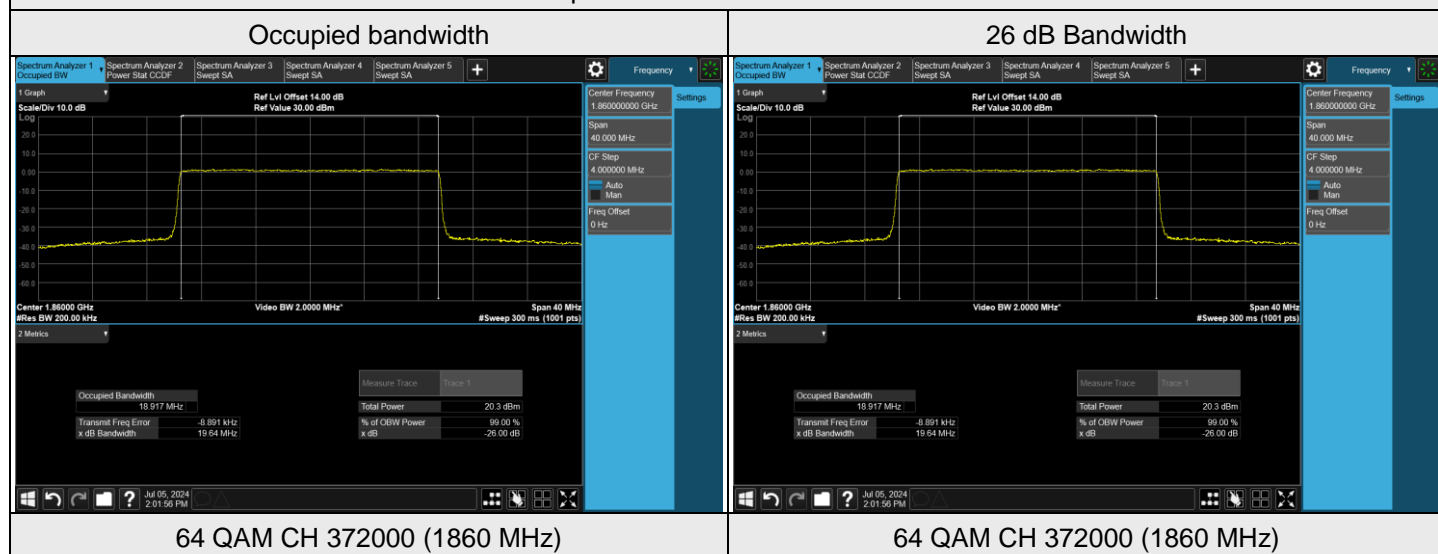 Occupied bandwidth
26 dB Bandwidth
Spectrum Analyzer 1
Occupied BW
Spectrum Analyzer 2
Power Stat CCDF
Spectrum Analyzer 3
Swept SA
Spectrum Analyzer 4
Swept SA
Spectrum Analyzer 5
Swept SA
+
Frequency
1 Graph
Scale/Div 10.0 dB
Ref Lvl Offset 14.00 dB
Ref Value 30.00 dBm
Log
20.0
10.0
0.00
-10.0
-20.0
-30.0
-40.0
-50.0
-60.0
Center 1.86000 GHz
#Res BW 200.00 kHz
Video BW 2.0000 MHz*
Span 40 MHz
#Sweep 300 ms (1001 pts)
Center Frequency
1.860000000 GHz
Settings
Span
40.000 MHz
CF Step
4.000000 MHz
Auto
Man
Freq Offset
0 Hz
2 Metrics
Measure Trace Trace 1
Occupied Bandwidth
18.917 MHz
Total Power 20.3 dBm
Transmit Freq Error -8.891 kHz
% of OBW Power 99.00 %
x dB Bandwidth 19.64 MHz
x dB -26.00 dB
?
Jul 05, 2024
2:01:56 PM
Spectrum Analyzer 1
Occupied BW
Spectrum Analyzer 2
Power Stat CCDF
Spectrum Analyzer 3
Swept SA
Spectrum Analyzer 4
Swept SA
Spectrum Analyzer 5
Swept SA
+
Frequency
1 Graph
Scale/Div 10.0 dB
Ref Lvl Offset 14.00 dB
Ref Value 30.00 dBm
Log
20.0
10.0
0.00
-10.0
-20.0
-30.0
-40.0
-50.0
-60.0
Center 1.86000 GHz
#Res BW 200.00 kHz
Video BW 2.0000 MHz*
Span 40 MHz
#Sweep 300 ms (1001 pts)
Center Frequency
1.860000000 GHz
Settings
Span
40.000 MHz
CF Step
4.000000 MHz
Auto
Man
Freq Offset
0 Hz
2 Metrics
Measure Trace Trace 1
Occupied Bandwidth
18.917 MHz
Total Power 20.3 dBm
Transmit Freq Error -8.891 kHz
% of OBW Power 99.00 %
x dB Bandwidth 19.64 MHz
x dB -26.00 dB
?
Jul 05, 2024
2:01:56 PM
64 QAM CH 372000 (1860 MHz)
64 QAM CH 372000 (1860 MHz)